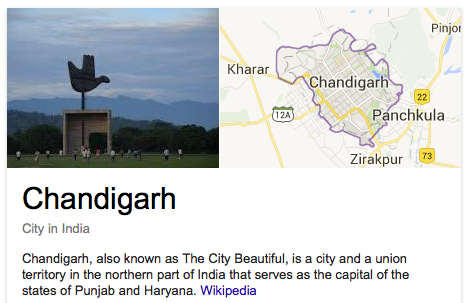 Pinjor
Kharar
Chandigarh
22
12A
Panchkula
Zirakpur
73
Chandigarh
City in India
Chandigarh, also known as The City Beautiful, is a city and a union
territory in the northern part of India that serves as the capital of the
states of Punjab and Haryana. Wikipedia